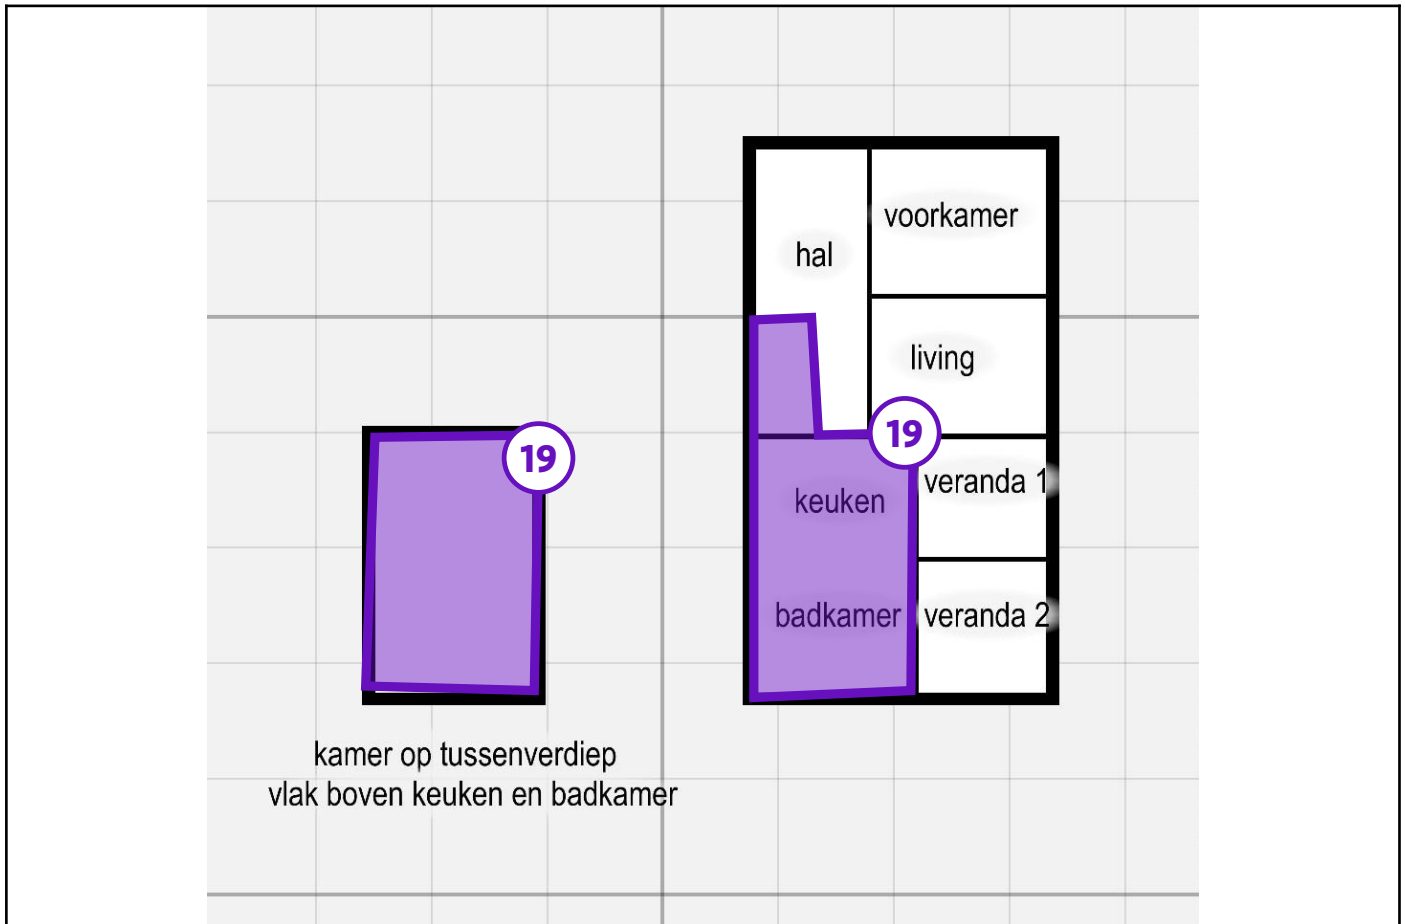 voorkamer
hal
living
19
19
veranda 1
keuken
badkamer
veranda 2
kamer op tussenverdiep
vlak boven keuken en badkamer